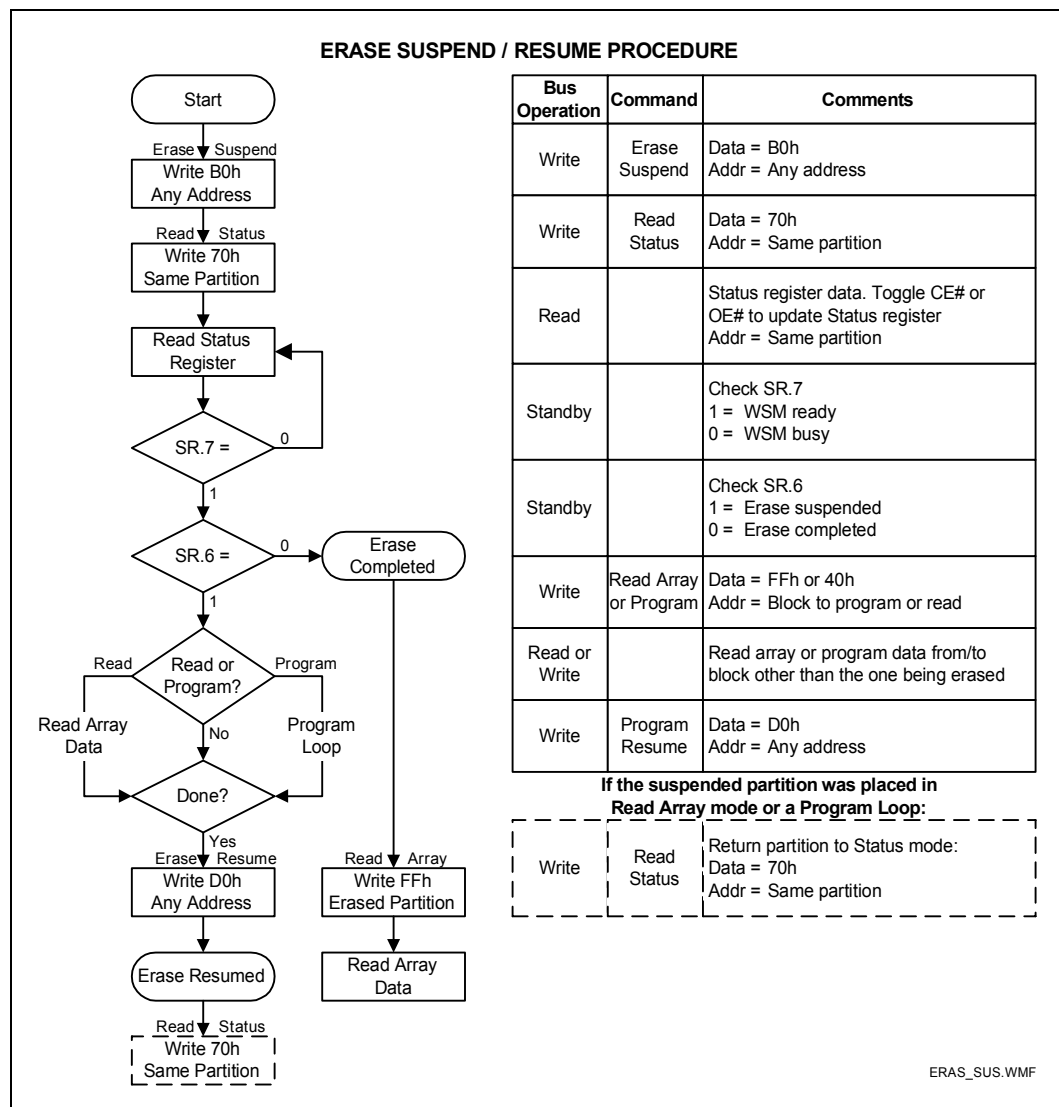 ERASE SUSPEND / RESUME PROCEDURE
Start
Erase Suspend
Write B0h
Any Address
Read Status
Write 70h
Same Partition
Read Status
Register
SR.7 =
0
1
SR.6 =
0
Erase
Completed
1
Read or
Program?
Read
Program
Read Array
Data
No
Program
Loop
Done?
Yes
Erase Resume
Write D0h
Any Address
Read Array
Write FFh
Erased Partition
Erase Resumed
Read Array
Data
Read Status
Write 70h
Same Partition
Bus
Operation
Command
Comments
Write
Erase
Suspend
Data = B0h
Addr = Any address
Write
Read
Status
Data = 70h
Addr = Same partition
Read
Status register data. Toggle CE# or
OE# to update Status register
Addr = Same partition
Standby
Check SR.7
1 = WSM ready
0 = WSM busy
Standby
Check SR.6
1 = Erase suspended
0 = Erase completed
Write
Read Array
or Program
Data = FFh or 40h
Addr = Block to program or read
Read or
Write
Read array or program data from/to
block other than the one being erased
Write
Program
Resume
Data = D0h
Addr = Any address
If the suspended partition was placed in
Read Array mode or a Program Loop:
Write
Read
Status
Return partition to Status mode:
Data = 70h
Addr = Same partition
ERAS_SUS.WMF